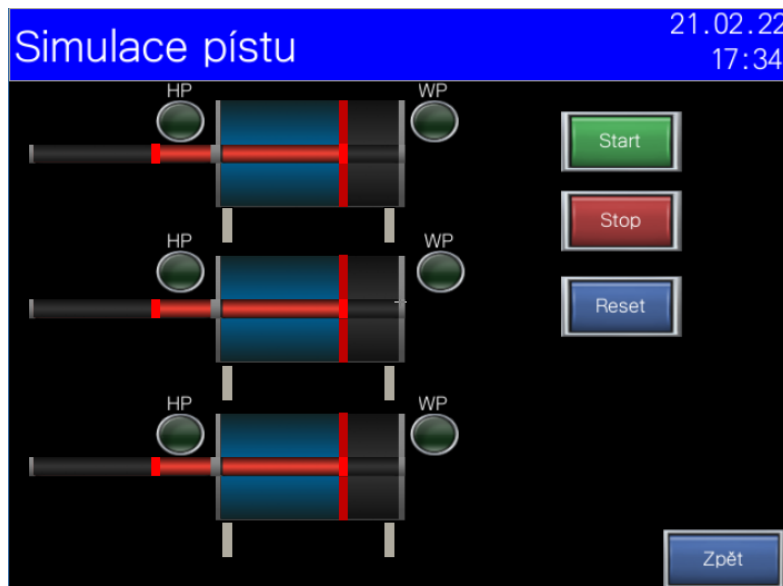 Simulace pístu
21.02.22
17:34
HP
WP
Start
Stop
HP
WP
Reset
HP
WP
Zpět